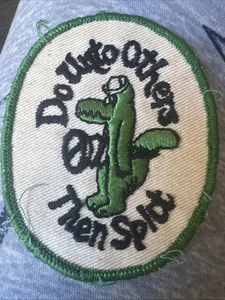 Do Unto Others
Then Split